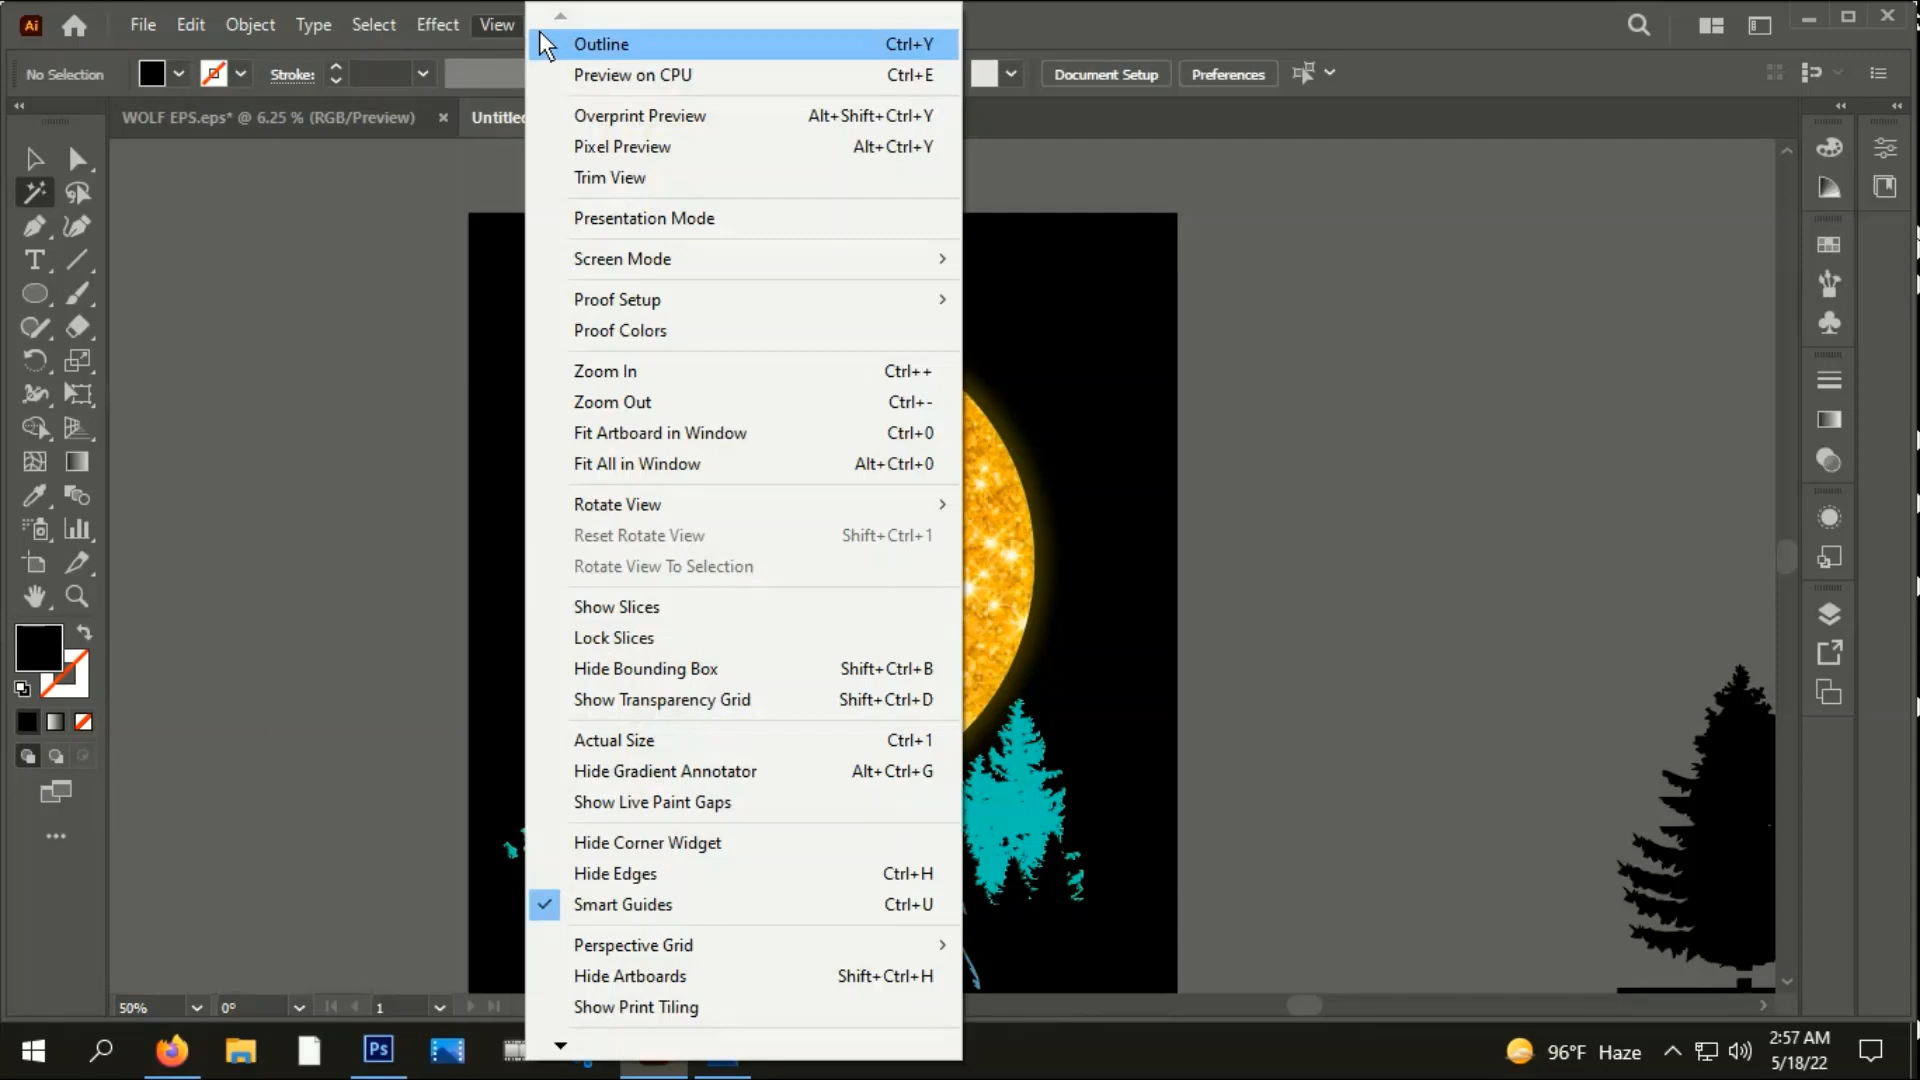 Ai File Edit Object Type Select Effect View
No Selection Stroke: Document Setup Preferences
WOLF EPS.eps* @ 6.25 % (RGB/Preview) × Untitle
Outline Ctrl+Y
Preview on CPU Ctrl+E
Overprint Preview Alt+Shift+Ctrl+Y
Pixel Preview Alt+Ctrl+Y
Trim View
Presentation Mode
Screen Mode
Proof Setup
Proof Colors
Zoom In Ctrl++
Zoom Out Ctrl+-
Fit Artboard in Window Ctrl+0
Fit All in Window Alt+Ctrl+0
Rotate View
Reset Rotate View Shift+Ctrl+1
Rotate View To Selection
Show Slices
Lock Slices
Hide Bounding Box Shift+Ctrl+B
Show Transparency Grid Shift+Ctrl+D
Actual Size Ctrl+1
Hide Gradient Annotator Alt+Ctrl+G
Show Live Paint Gaps
Hide Corner Widget
Hide Edges Ctrl+H
Smart Guides Ctrl+U
Perspective Grid
Hide Artboards Shift+Ctrl+H
Show Print Tiling
50% 0° 1
Ps 96°F Haze 2:57 AM
5/18/22